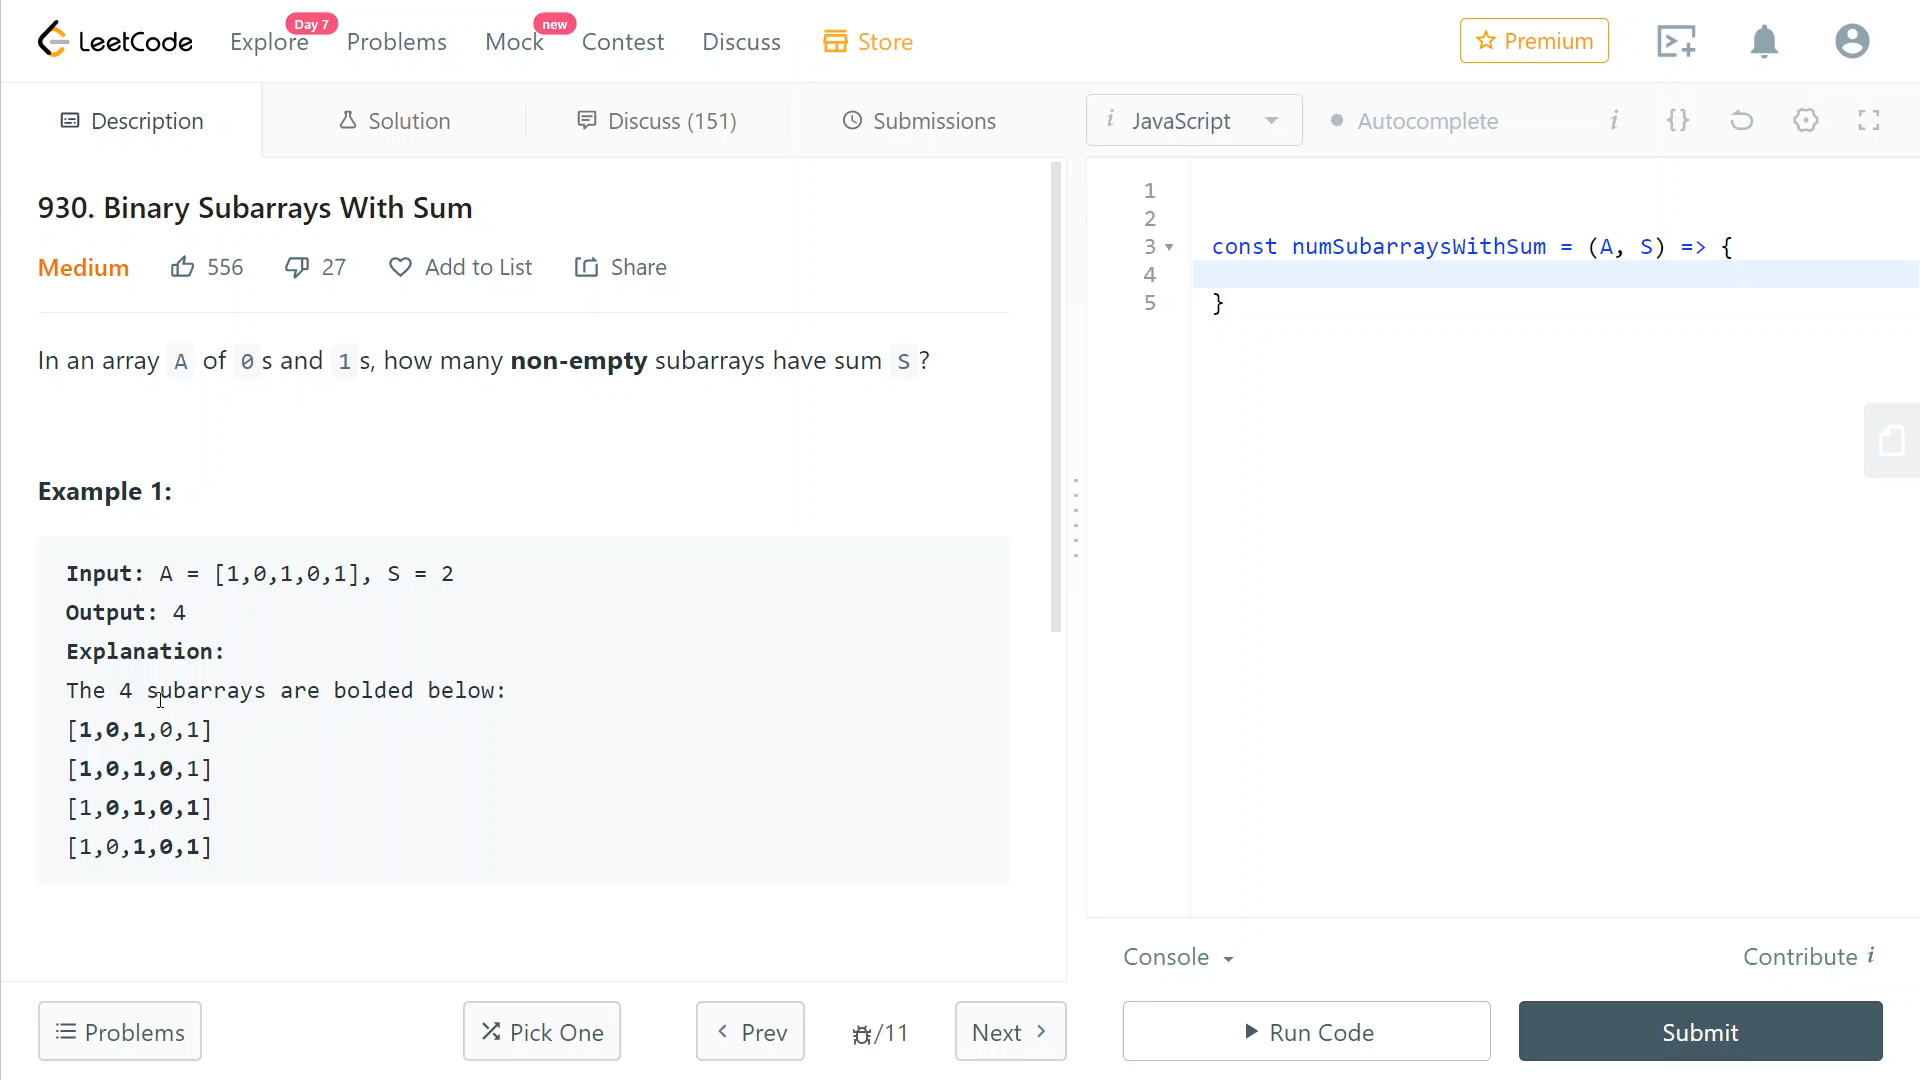 LeetCode
Explore
Day 7
Problems
Mock
new
Contest
Discuss
Store
Premium
Description
Solution
Discuss (151)
Submissions
i JavaScript
Autocomplete
i {}
930. Binary Subarrays With Sum
Medium 556 27 Add to List Share
In an array A of 0s and 1s, how many non-empty subarrays have sum S?
Example 1:
Input: A = [1,0,1,0,1], S = 2
Output: 4
Explanation:
The 4 subarrays are bolded below:
[1,0,1,0,1]
[1,0,1,0,1]
[1,0,1,0,1]
[1,0,1,0,1]
1
2
3 const numSubarraysWithSum = (A, S) => {
4
5 }
Console
Contribute i
Problems
Pick One
Prev
/11
Next
Run Code
Submit